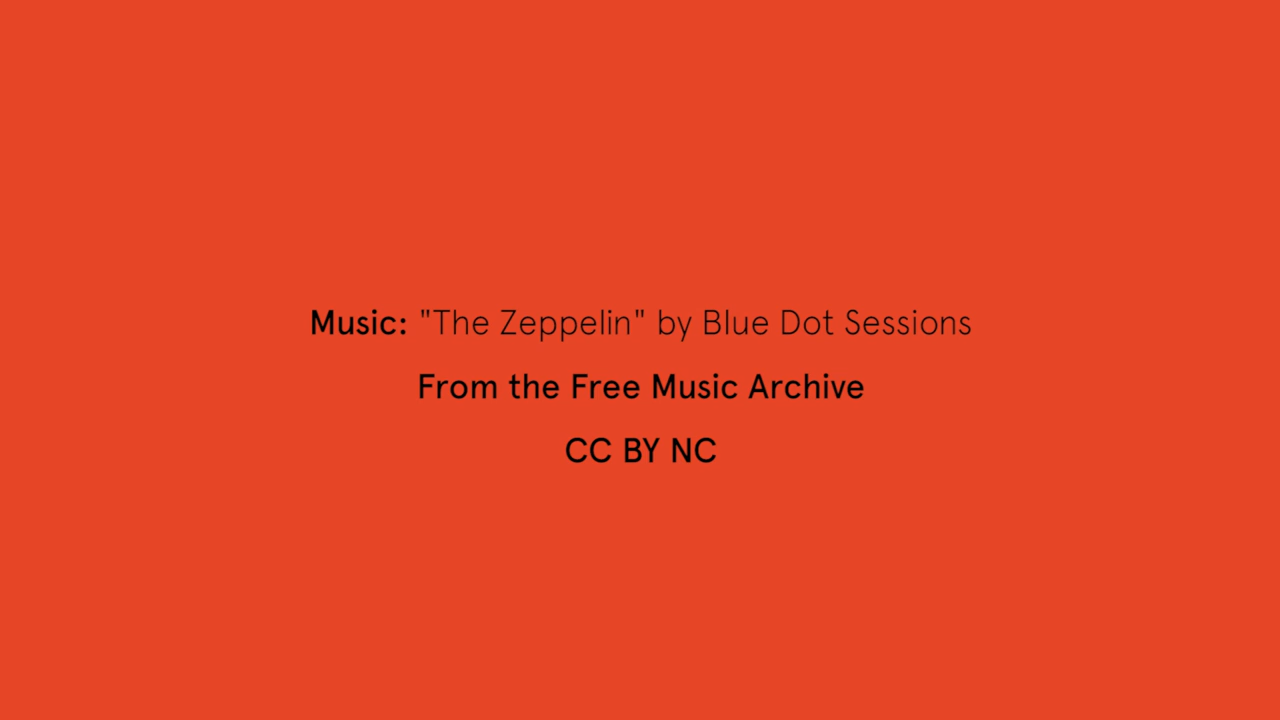 Music: "The Zeppelin" by Blue Dot Sessions
From the Free Music Archive
CC BY NC